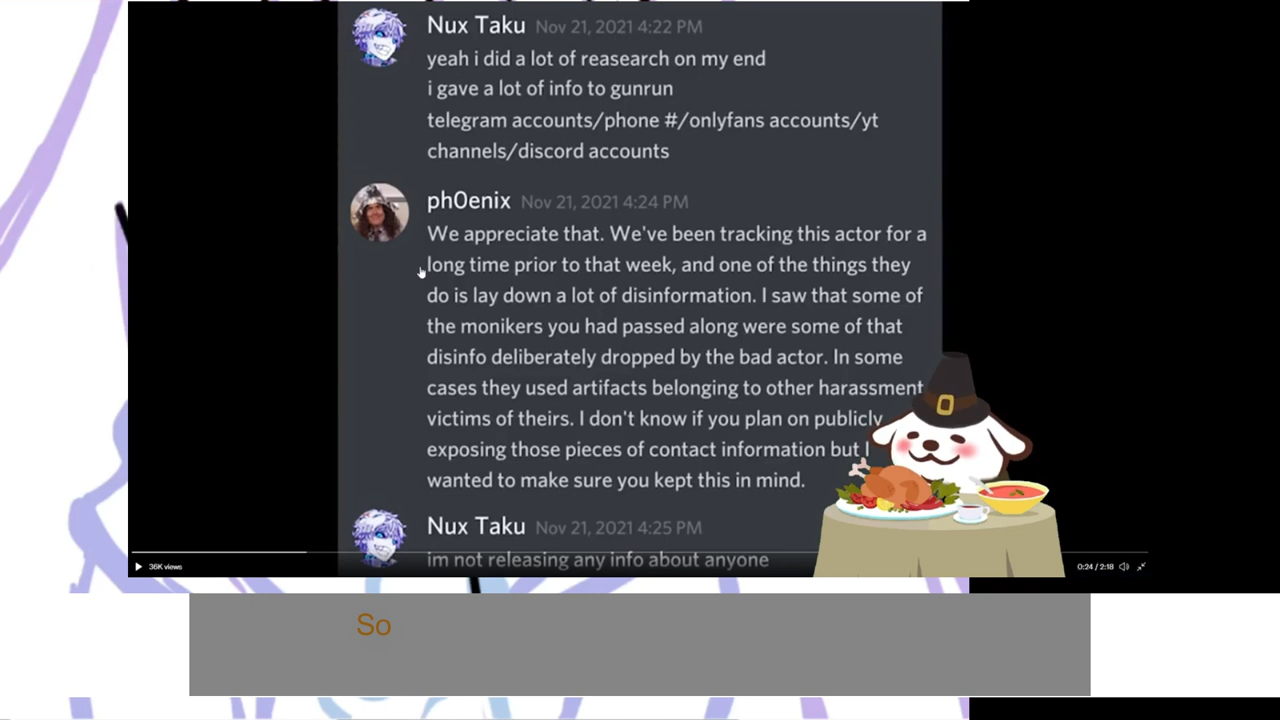 Nux Taku Nov 21, 2021 4:22 PM
yeah i did a lot of reasearch on my end
i gave a lot of info to gunrun
telegram accounts/phone #/onlyfans accounts/yt
channels/discord accounts
ph0enix Nov 21, 2021 4:24 PM
We appreciate that. We've been tracking this actor for a
long time prior to that week, and one of the things they
do is lay down a lot of disinformation. I saw that some of
the monikers you had passed along were some of that
disinfo deliberately dropped by the bad actor. In some
cases they used artifacts belonging to other harassment
victims of theirs. I don't know if you plan on publicly
exposing those pieces of contact information but I
wanted to make sure you kept this in mind.
Nux Taku Nov 21, 2021 4:25 PM
im not releasing any info about anyone
36K views
0:24 / 2:18
So